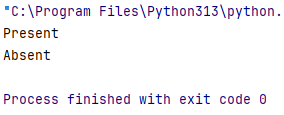 "C:\Program Files\Python313\python.
Present
Absent
Process finished with exit code 0